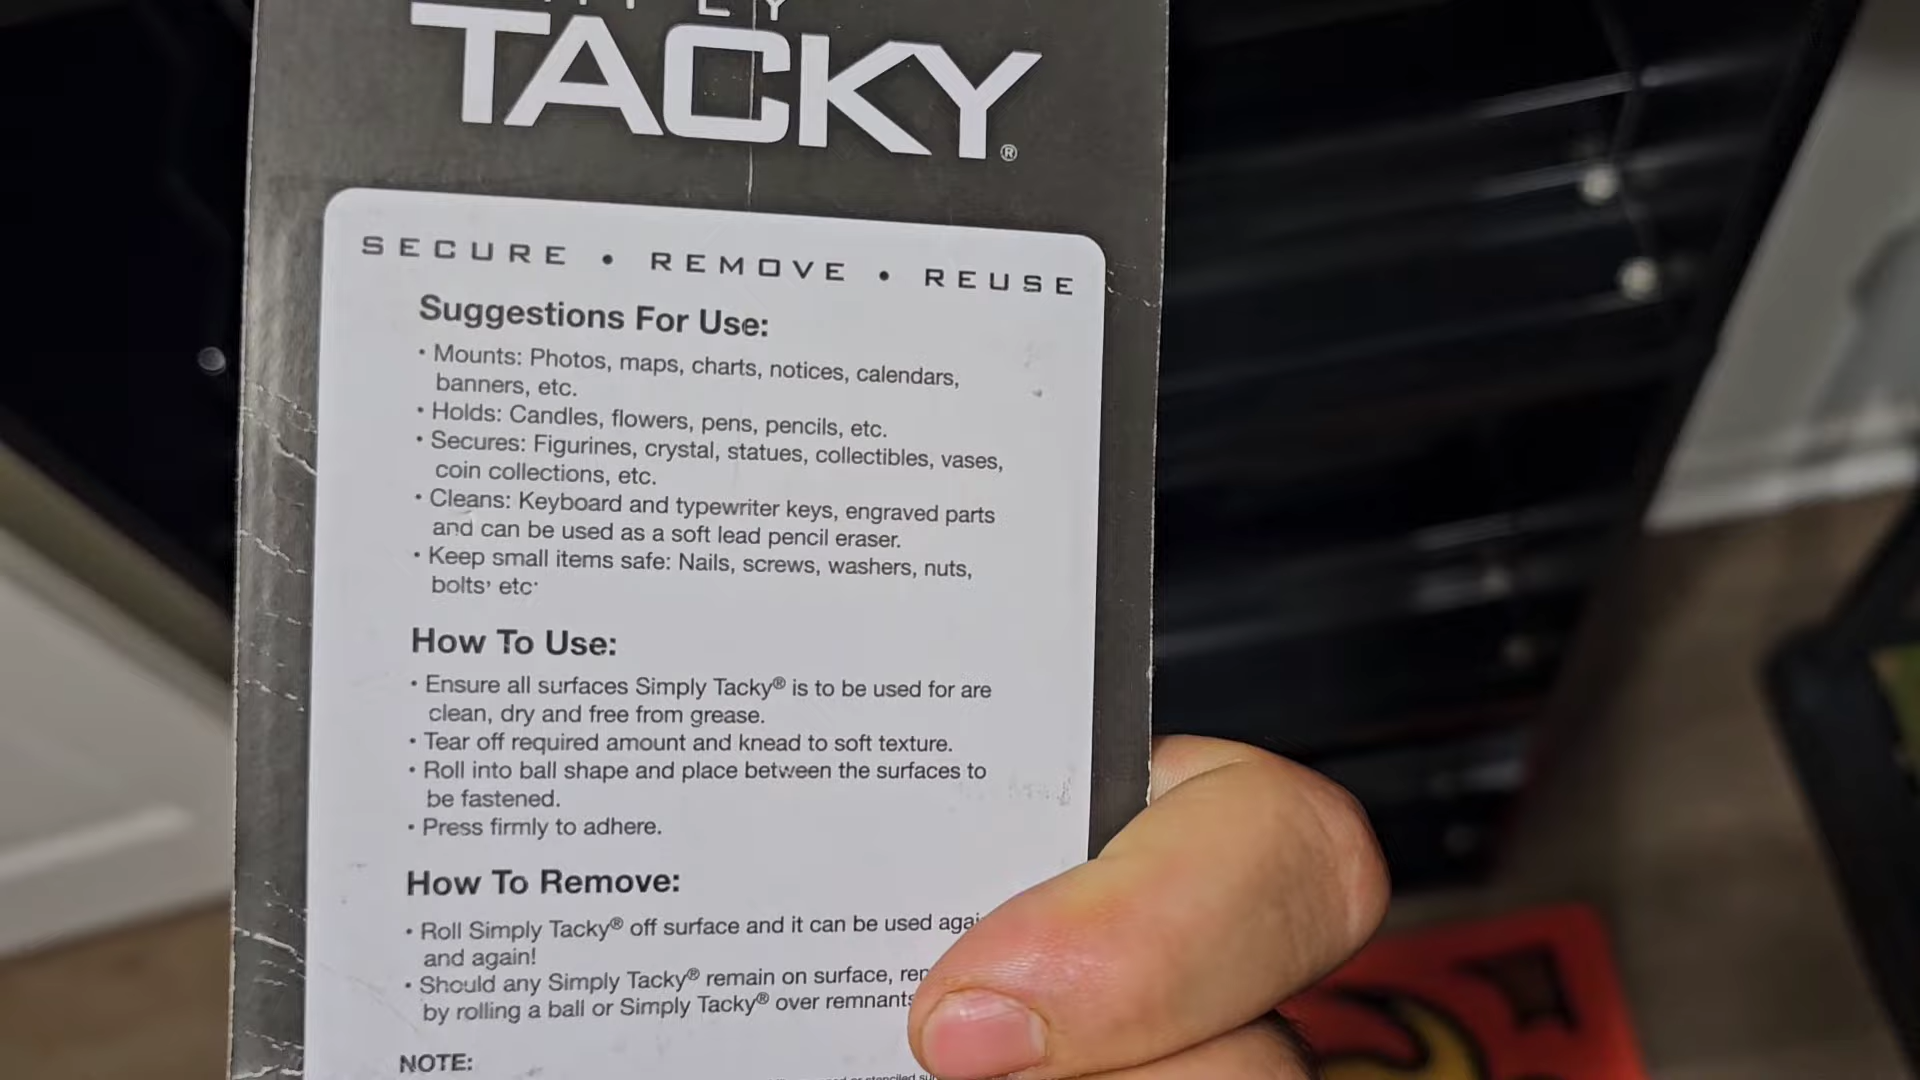 TACKY®
SECURE • REMOVE • REUSE
Suggestions For Use:
• Mounts: Photos, maps, charts, notices, calendars,
banners, etc.
• Holds: Candles, flowers, pens, pencils, etc.
• Secures: Figurines, crystal, statues, collectibles, vases,
coin collections, etc.
• Cleans: Keyboard and typewriter keys, engraved parts
and can be used as a soft lead pencil eraser.
• Keep small items safe: Nails, screws, washers, nuts,
bolts, etc.
How To Use:
• Ensure all surfaces Simply Tacky® is to be used for are
clean, dry and free from grease.
• Tear off required amount and knead to soft texture.
• Roll into ball shape and place between the surfaces to
be fastened.
• Press firmly to adhere.
How To Remove:
• Roll Simply Tacky® off surface and it can be used
and again!
• Should any Simply Tacky® remain on surface,
by rolling a ball or Simply Tacky® over remnants
NOTE: